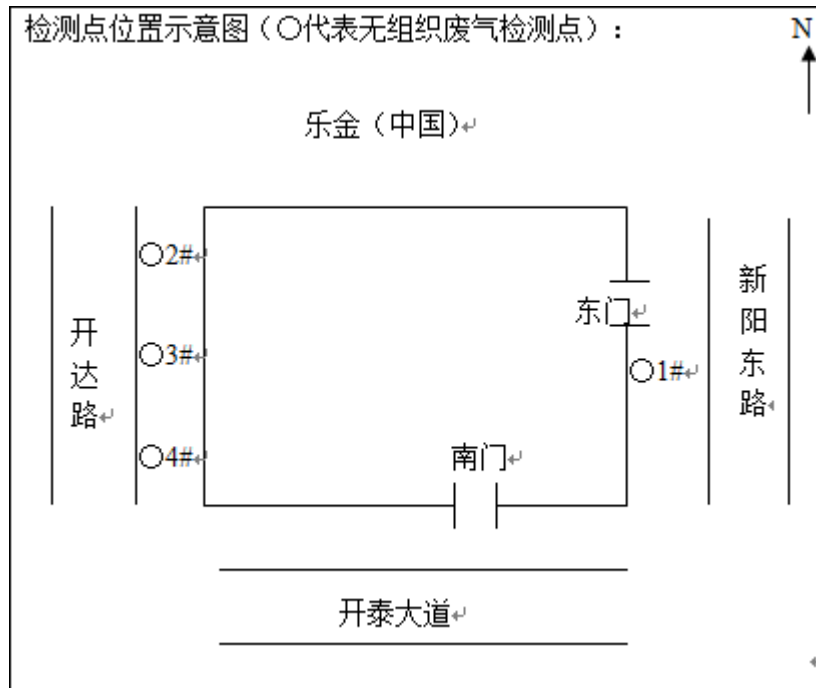 检测点位置示意图（○代表无组织废气检测点）：
N
乐金（中国）
○2#
新阳东路
东门
开达路
○3#
○1#
○4#
南门
开泰大道